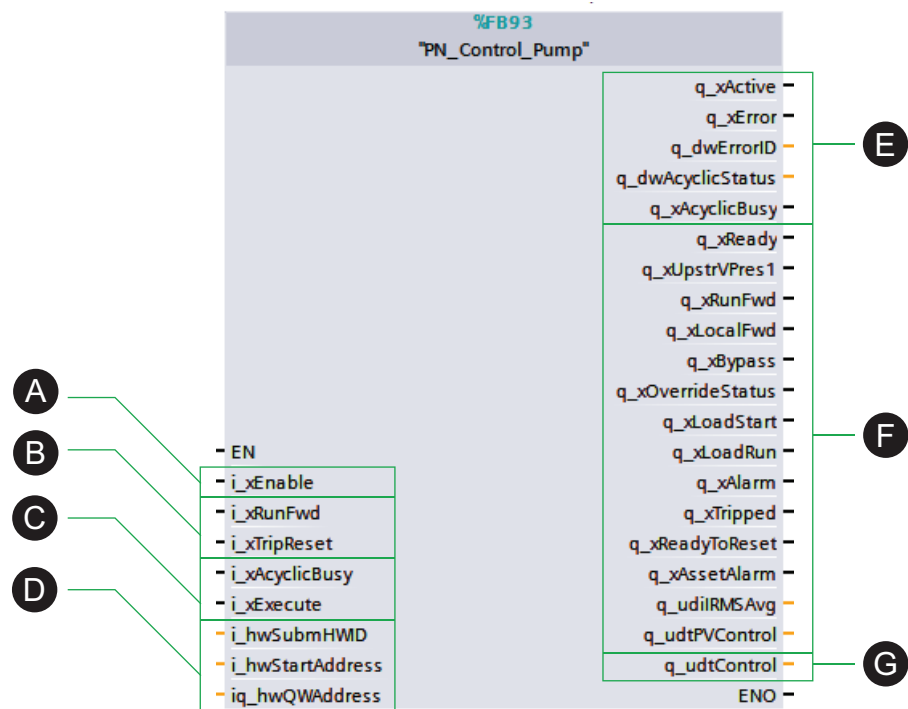 %FB93
"PN_Control_Pump"
q_xActive
q_xError
E
q_dwErrorID
q_dwAcyclicStatus
q_xAcyclicBusy
q_xReady
q_xUpstrVPres1
q_xRunFwd
q_xLocalFwd
q_xBypass
A
q_xOverrideStatus
q_xLoadStart
F
B
EN
q_xLoadRun
i_xEnable
q_xAlarm
C
i_xRunFwd
q_xTripped
i_xTripReset
q_xReadyToReset
i_xAcyclicBusy
q_xAssetAlarm
D
i_xExecute
q_udiIRMSAvg
i_hwSubmHWID
q_udtPVControl
i_hwStartAddress
q_udtControl
G
iq_hwQWAddress
ENO